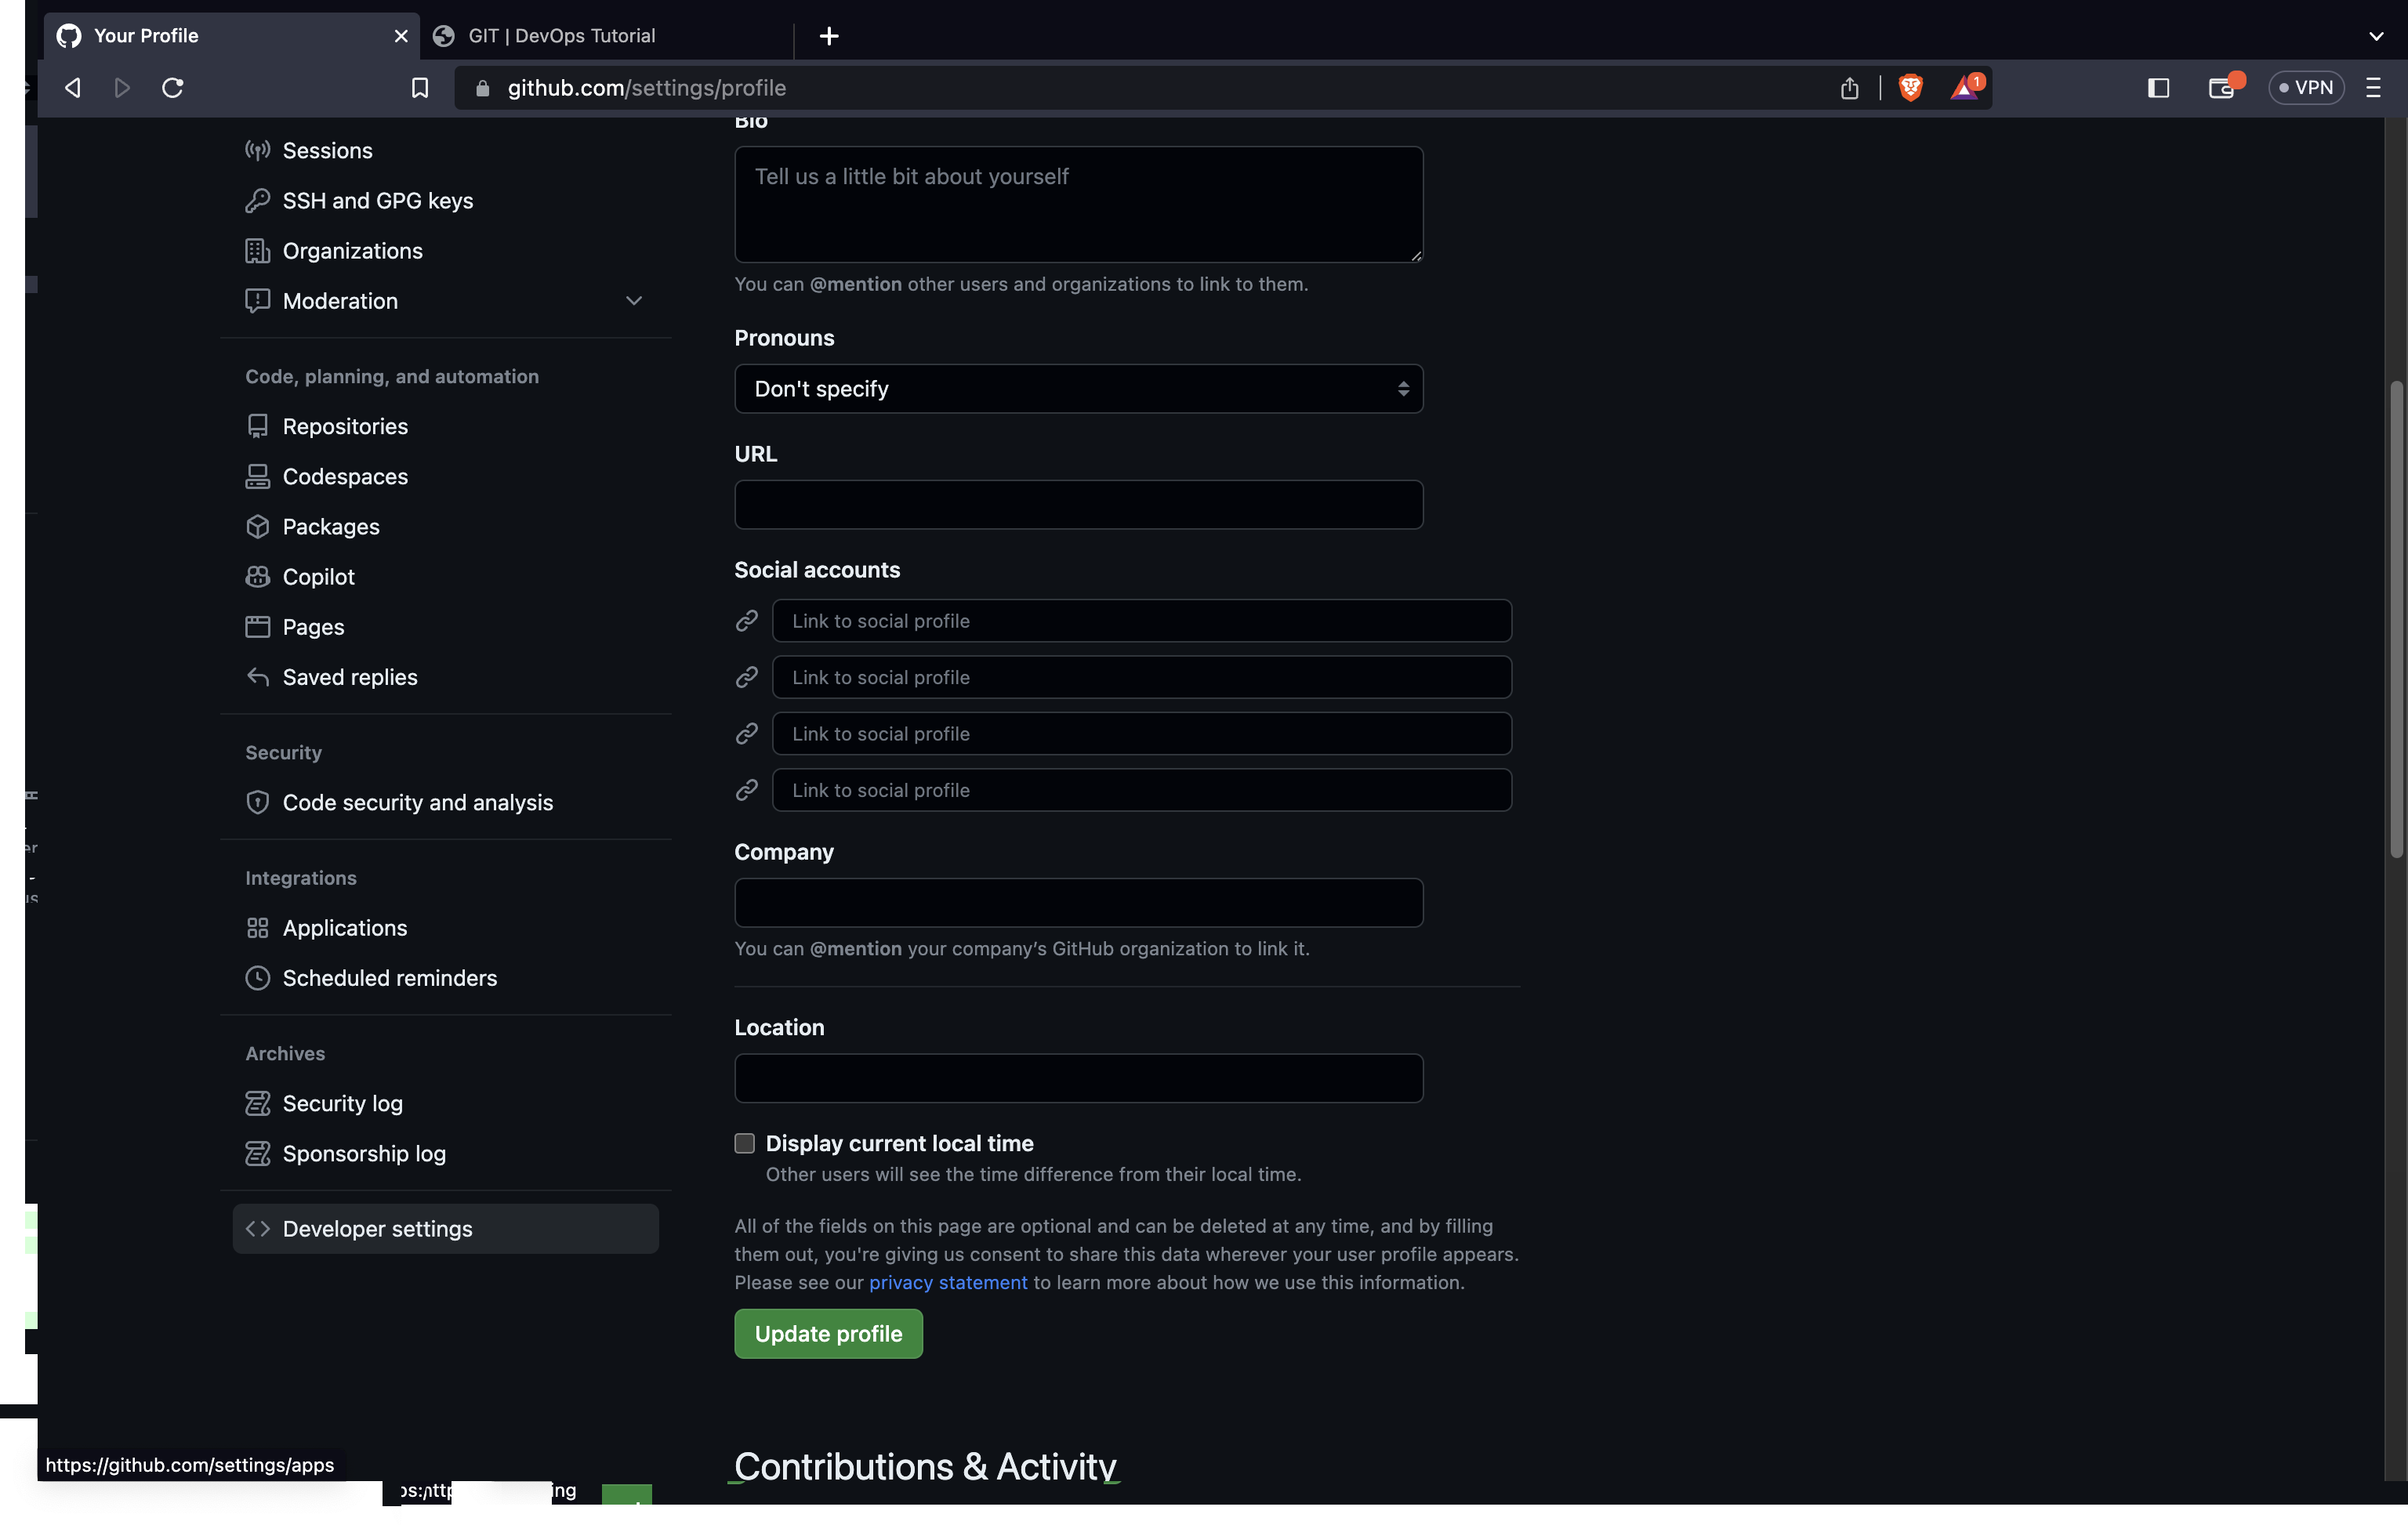 Your Profile
GIT | DevOps Tutorial
github.com/settings/profile
1
VPN
Sessions
SSH and GPG keys
Organizations
Moderation
Code, planning, and automation
Repositories
Codespaces
Packages
Copilot
Pages
Saved replies
Security
Code security and analysis
Integrations
Applications
Scheduled reminders
Archives
Security log
Sponsorship log
Developer settings
Bio
Tell us a little bit about yourself
You can @mention other users and organizations to link to them.
Pronouns
Don't specify
URL
Social accounts
Link to social profile
Link to social profile
Link to social profile
Link to social profile
Company
You can @mention your company’s GitHub organization to link it.
Location
Display current local time
Other users will see the time difference from their local time.
All of the fields on this page are optional and can be deleted at any time, and by filling
them out, you're giving us consent to share this data wherever your user profile appears.
Please see our privacy statement to learn more about how we use this information.
Update profile
Contributions & Activity
https://github.com/settings/apps